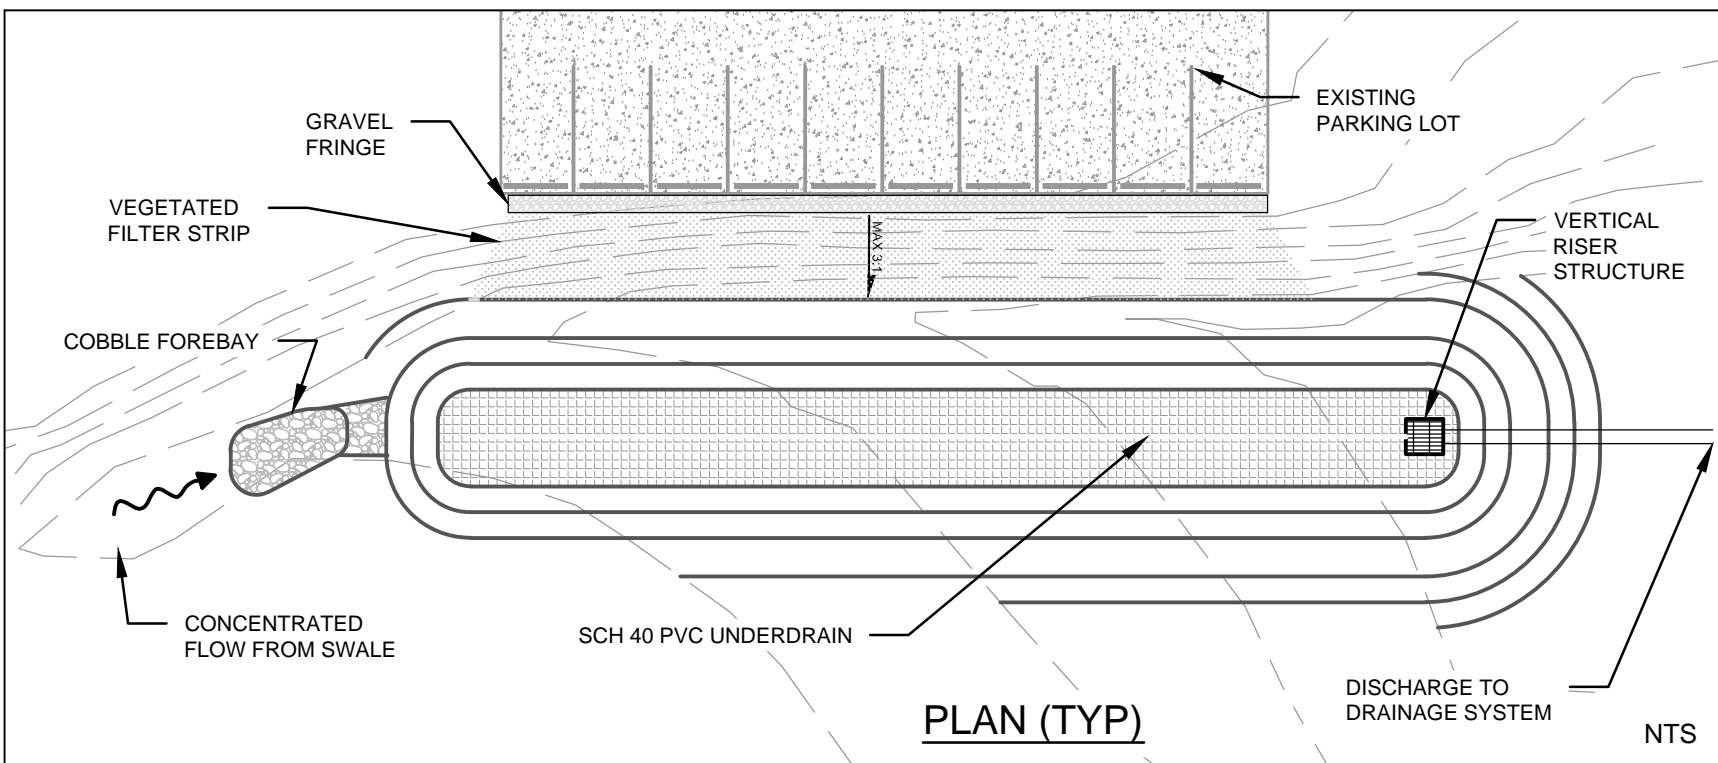 GRAVEL
FRINGE
EXISTING
PARKING LOT
VEGETATED
FILTER STRIP
MAX 3:1
VERTICAL
RISER
STRUCTURE
COBBLE FOREBAY
CONCENTRATED
FLOW FROM SWALE
SCH 40 PVC UNDERDRAIN
DISCHARGE TO
DRAINAGE SYSTEM
PLAN (TYP)
NTS